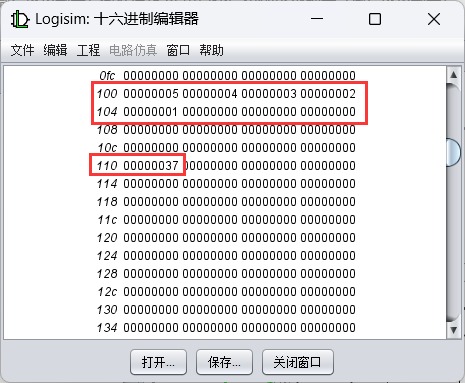 Logisim: 十六进制编辑器
文件 编辑 工程 电路仿真 窗口 帮助
0fc 00000000 00000000 00000000 00000000
100 00000005 00000004 00000003 00000002
104 00000001 00000000 00000000 00000000
108 00000000 00000000 00000000 00000000
10c 00000000 00000000 00000000 00000000
110 00000037 00000000 00000000 00000000
114 00000000 00000000 00000000 00000000
118 00000000 00000000 00000000 00000000
11c 00000000 00000000 00000000 00000000
120 00000000 00000000 00000000 00000000
124 00000000 00000000 00000000 00000000
128 00000000 00000000 00000000 00000000
12c 00000000 00000000 00000000 00000000
130 00000000 00000000 00000000 00000000
134 00000000 00000000 00000000 00000000
打开... 保存... 关闭窗口